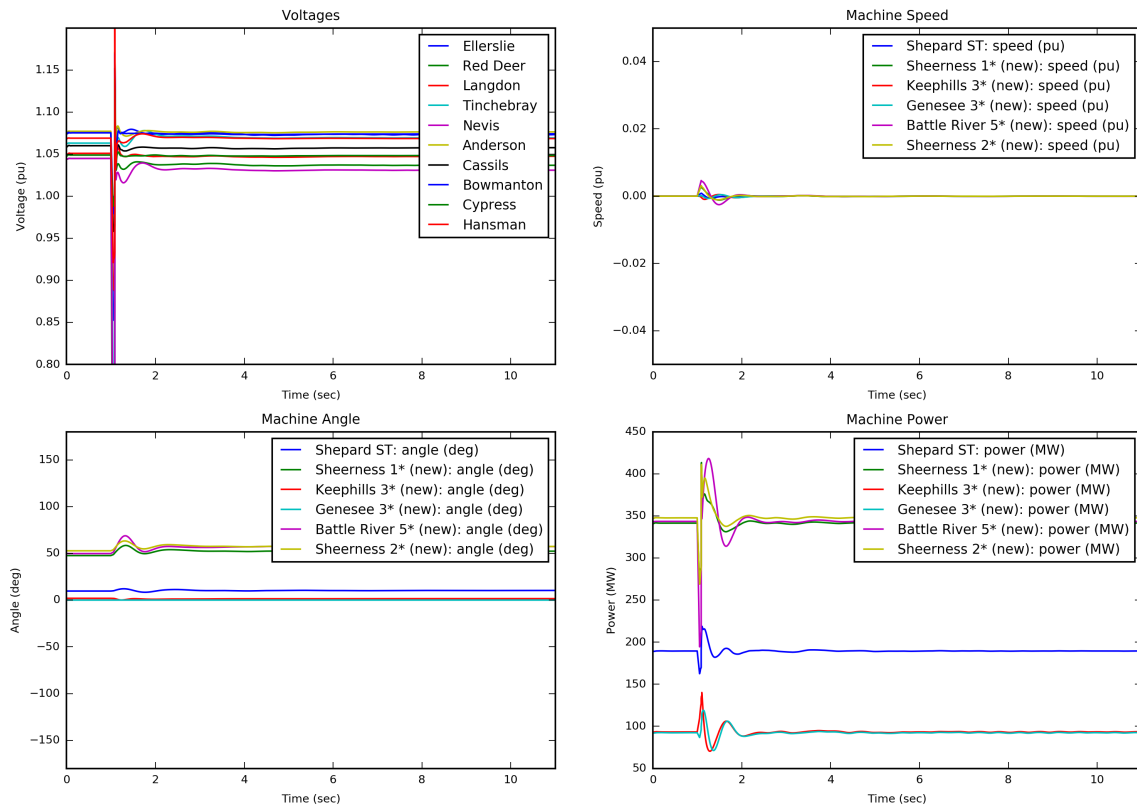 Voltages
1.15
1.10
1.05
1.00
0.95
0.90
0.85
0.80
Voltage (pu)
0
2
4
6
8
10
Time (sec)
Ellerslie
Red Deer
Langdon
Tinchebray
Nevis
Anderson
Cassils
Bowmanton
Cypress
Hansman
Machine Speed
0.04
0.02
0.00
−0.02
−0.04
Speed (pu)
0
2
4
6
8
10
Time (sec)
Shepard ST: speed (pu)
Sheerness 1* (new): speed (pu)
Keephills 3* (new): speed (pu)
Genesee 3* (new): speed (pu)
Battle River 5* (new): speed (pu)
Sheerness 2* (new): speed (pu)
Machine Angle
150
100
50
0
−50
−100
−150
Angle (deg)
0
2
4
6
8
10
Time (sec)
Shepard ST: angle (deg)
Sheerness 1* (new): angle (deg)
Keephills 3* (new): angle (deg)
Genesee 3* (new): angle (deg)
Battle River 5* (new): angle (deg)
Sheerness 2* (new): angle (deg)
Machine Power
450
400
350
300
250
200
150
100
50
Power (MW)
0
2
4
6
8
10
Time (sec)
Shepard ST: power (MW)
Sheerness 1* (new): power (MW)
Keephills 3* (new): power (MW)
Genesee 3* (new): power (MW)
Battle River 5* (new): power (MW)
Sheerness 2* (new): power (MW)